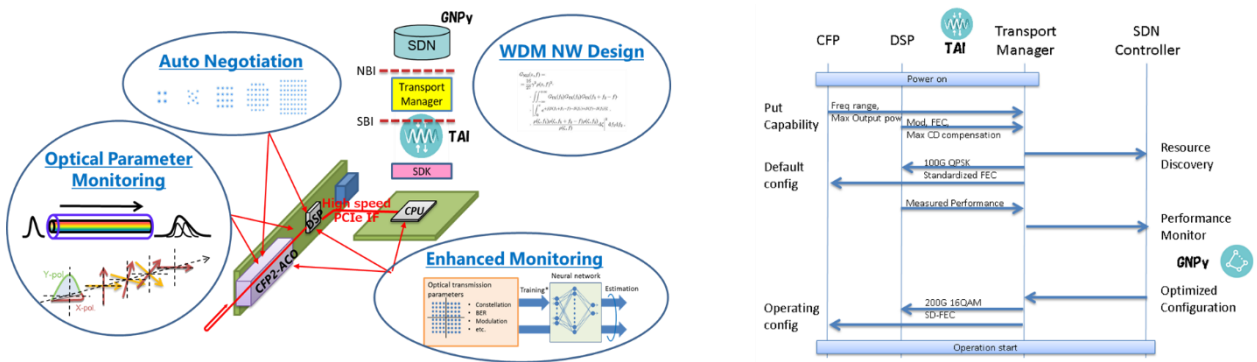 GNPy
SDN
NBI
Transport
Manager
SBI
TAI
SDK
Auto Negotiation
WDM NW Design
Optical Parameter
Monitoring
Y-pol.
X-pol.
High speed
PCIe IF
DSP
CPU
CFP2-ACO
Enhanced Monitoring
Optical transmission
parameters
• Constellation
• BER
• Modulation
• etc.
Training*
Neural network
Estimation
CFP
DSP
TAI
Transport
Manager
SDN
Controller
Power on
Put
Capability
Freq range,
Max Output pow
Mod, FEC,
Max CD compensation
Resource
Discovery
Default
config
100G QPSK
Standardized FEC
Measured Performance
Performance
Monitor
GNPy
Optimized
Configuration
Operating
config
200G 16QAM
SD-FEC
Operation start